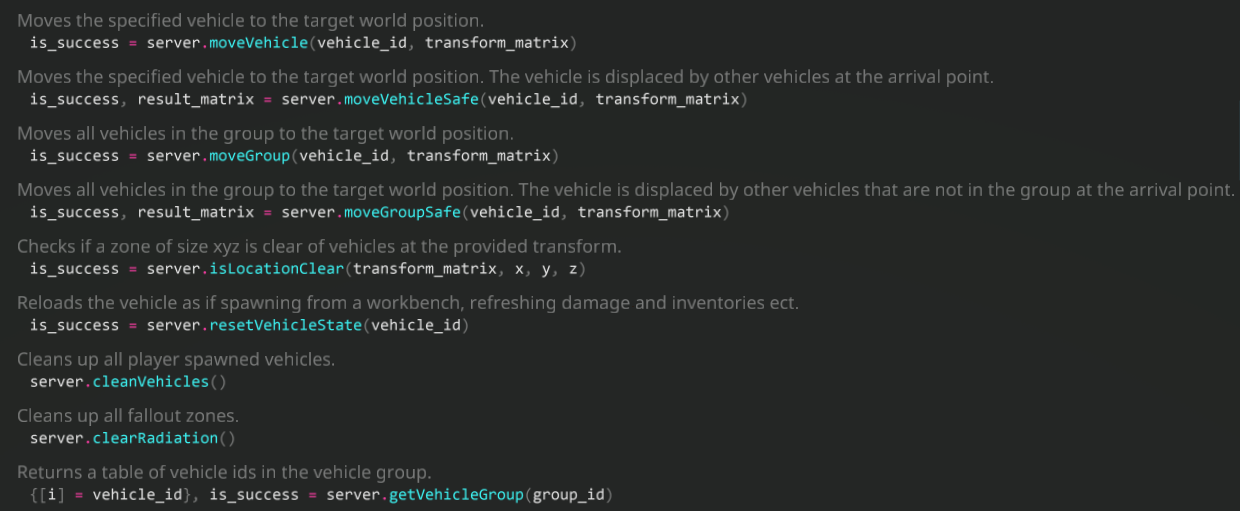 Moves the specified vehicle to the target world position.
is_success = server.moveVehicle(vehicle_id, transform_matrix)
Moves the specified vehicle to the target world position. The vehicle is displaced by other vehicles at the arrival point.
is_success, result_matrix = server.moveVehicleSafe(vehicle_id, transform_matrix)
Moves all vehicles in the group to the target world position.
is_success = server.moveGroup(vehicle_id, transform_matrix)
Moves all vehicles in the group to the target world position. The vehicle is displaced by other vehicles that are not in the group at the arrival point.
is_success, result_matrix = server.moveGroupSafe(vehicle_id, transform_matrix)
Checks if a zone of size xyz is clear of vehicles at the provided transform.
is_success = server.isLocationClear(transform_matrix, x, y, z)
Reloads the vehicle as if spawning from a workbench, refreshing damage and inventories ect.
is_success = server.resetVehicleState(vehicle_id)
Cleans up all player spawned vehicles.
server.cleanVehicles()
Cleans up all fallout zones.
server.clearRadiation()
Returns a table of vehicle ids in the vehicle group.
{[i] = vehicle_id}, is_success = server.getVehicleGroup(group_id)